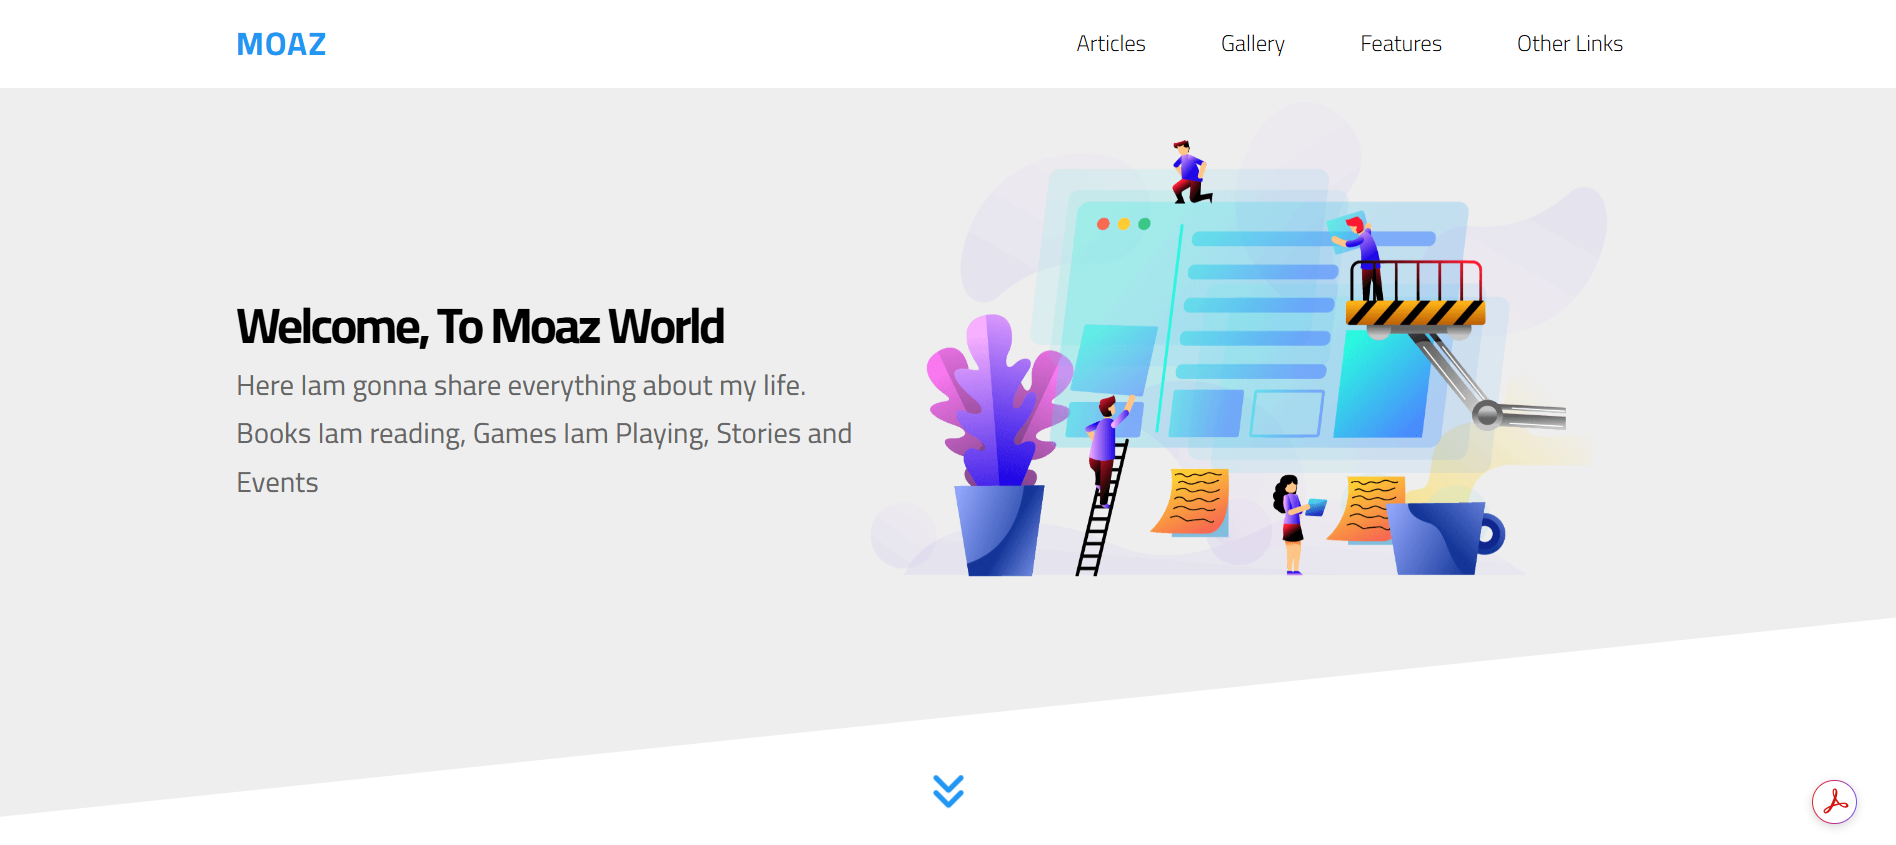 MOAZ
Articles Gallery Features Other Links
Welcome, To Moaz World
Here Iam gonna share everything about my life.
Books Iam reading, Games Iam Playing, Stories and
Events